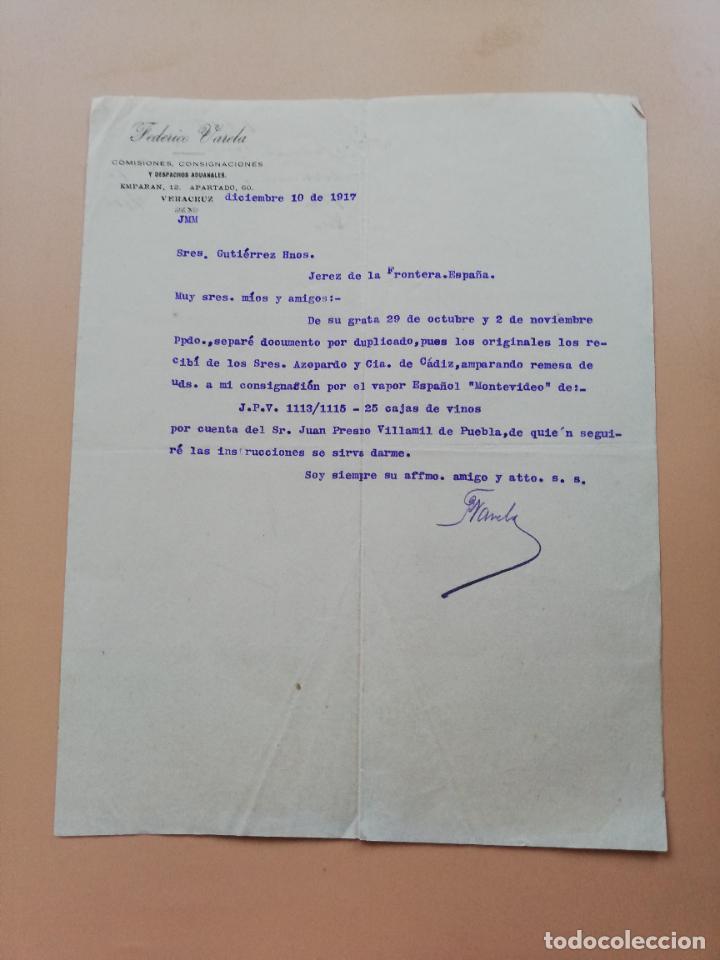 Federico Varela
COMISIONES, CONSIGNACIONES
Y DESPACHOS ADUANALES.
EMPARAN, 12. APARTADO, 60.
VERACRUZ diciembre 10 de 1917
JMM
Sres. Gutiérrez Hnos.
Jerez de la Frontera.España.
Muy sres. míos y amigos:-
De su grata 29 de octubre y 2 de noviembre
Ppdo.,separé documento por duplicado,pues los originales los re-
cibí de los Sres. Azopardo y Cia. de Cádiz,amparando remesa de
uds. a mi consignación por el vapor Español "Montevideo" de:-
J.P.V. 1113/1115 - 25 cajas de vinos
por cuenta del Sr. Juan Presno Villamil de Puebla,de quie´n segui-
ré las instrucciones se sirva darme.
Soy siempre su affmo. amigo y atto. s. s.
FVarela
todocoleccion